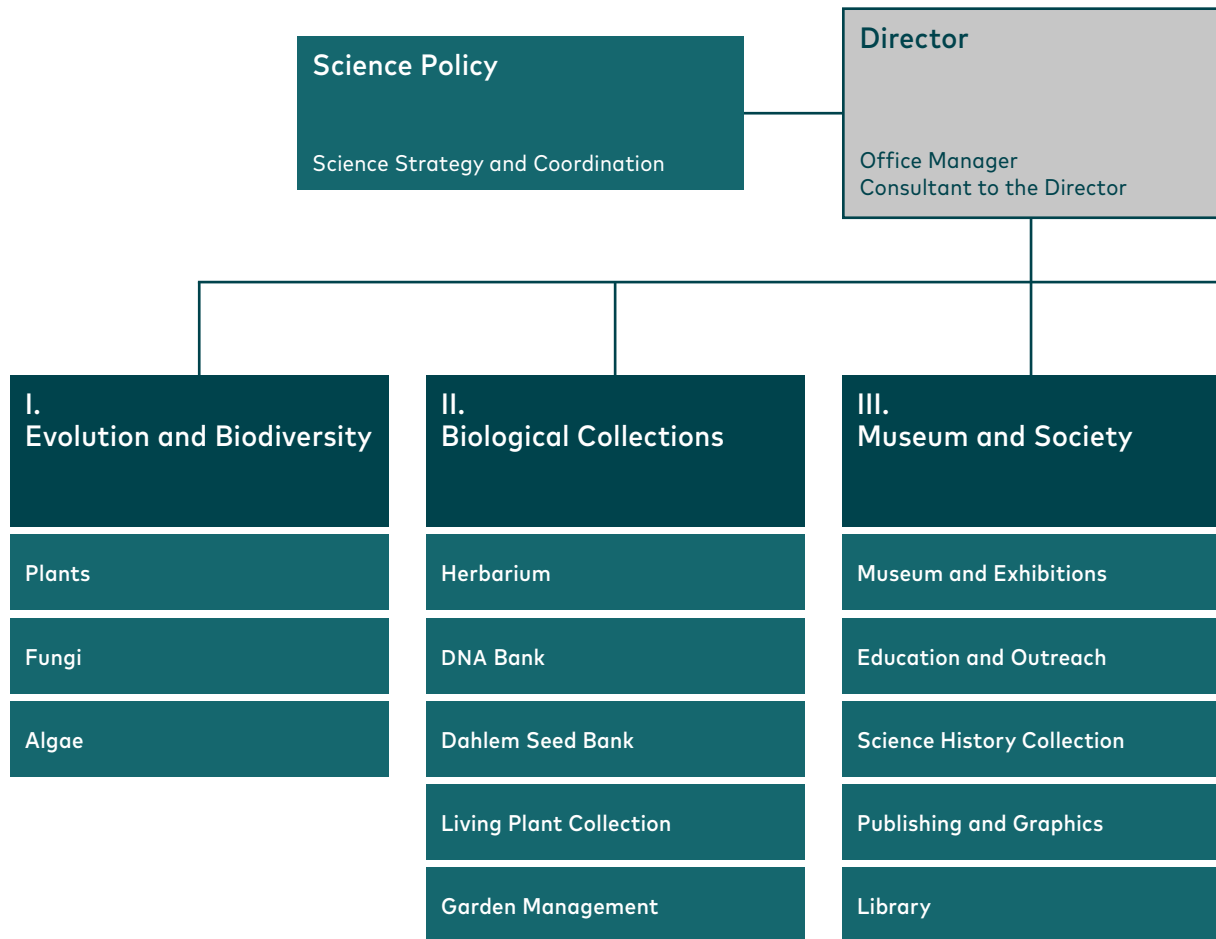 Science Policy
Science Strategy and Coordination
Director
Office Manager
Consultant to the Director
I.
Evolution and Biodiversity
Plants
Fungi
Algae
II.
Biological Collections
Herbarium
DNA Bank
Dahlem Seed Bank
Living Plant Collection
Garden Management
III.
Museum and Society
Museum and Exhibitions
Education and Outreach
Science History Collection
Publishing and Graphics
Library